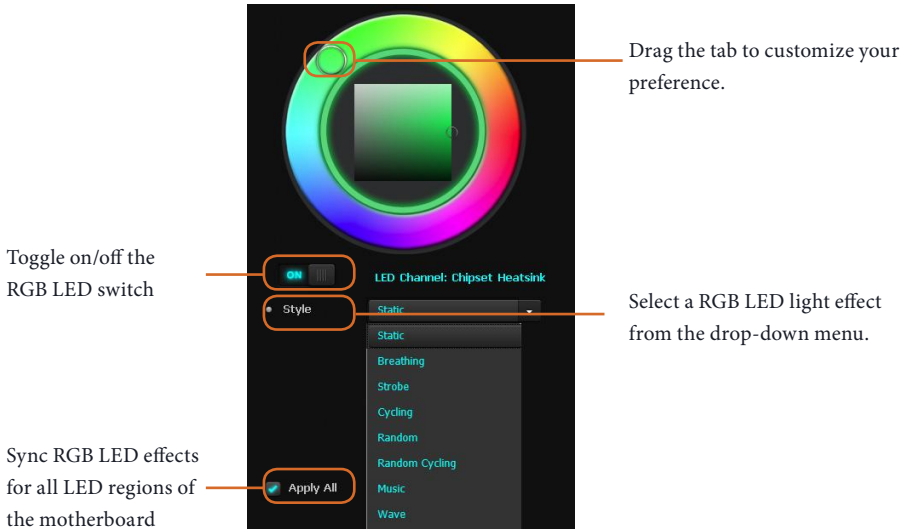 Drag the tab to customize your
preference.
Toggle on/off the
RGB LED switch
ON
LED Channel: Chipset Heatsink
Style
Static
Select a RGB LED light effect
from the drop-down menu.
Static
Breathing
Strobe
Cycling
Random
Random Cycling
Music
Wave
Sync RGB LED effects
for all LED regions of
the motherboard
Apply All